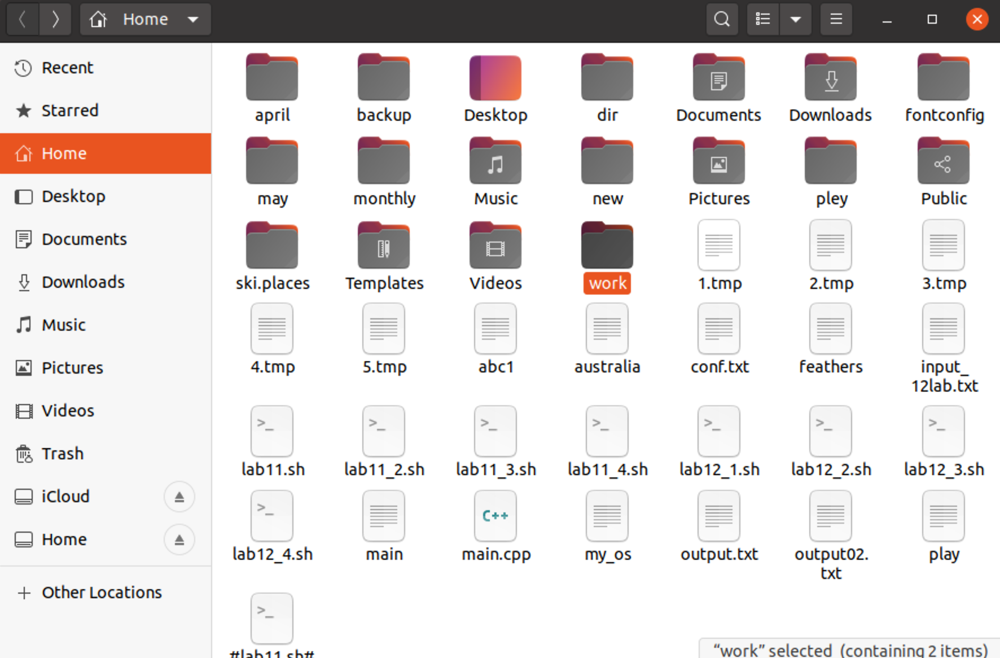 Home
Recent
Starred
Home
Desktop
Documents
Downloads
Music
Pictures
Videos
Trash
iCloud
Home
Other Locations
april
backup
Desktop
dir
Documents
Downloads
fontconfig
may
monthly
Music
new
Pictures
pley
Public
ski.places
Templates
Videos
work
1.tmp
2.tmp
3.tmp
4.tmp
5.tmp
abc1
australia
conf.txt
feathers
input_
12lab.txt
>_
lab11.sh
>_
lab11_2.sh
>_
lab11_3.sh
>_
lab11_4.sh
>_
lab12_1.sh
>_
lab12_2.sh
>_
lab12_3.sh
>_
lab12_4.sh
main
C++
main.cpp
my_os
output.txt
output02.
txt
play
>_
#lab11.sh#
“work” selected (containing 2 items)